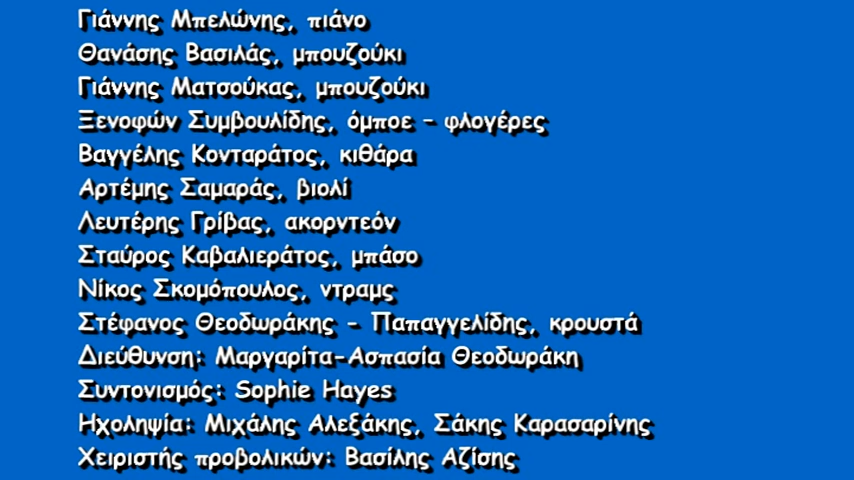 Γιάννης Μπελώνης, πιάνο
Θανάσης Βασιλάς, μπουζούκι
Γιάννης Ματσούκας, μπουζούκι
Ξενοφών Συμβουλίδης, όμποε - φλογέρες
Βαγγέλης Κονταράτος, κιθάρα
Αρτέμης Σαμαράς, βιολί
Λευτέρης Γρίβας, ακορντεόν
Σταύρος Καβαλιεράτος, μπάσο
Νίκος Σκομόπουλος, ντραμς
Στέφανος Θεοδωράκης - Παπαγγελίδης, κρουστά
Διεύθυνση: Μαργαρίτα-Ασπασία Θεοδωράκη
Συντονισμός: Sophie Hayes
Ηχοληψία: Μιχάλης Αλεξάκης, Σάκης Καρασαρίνης
Χειριστής προβολικών: Βασίλης Αζίσης